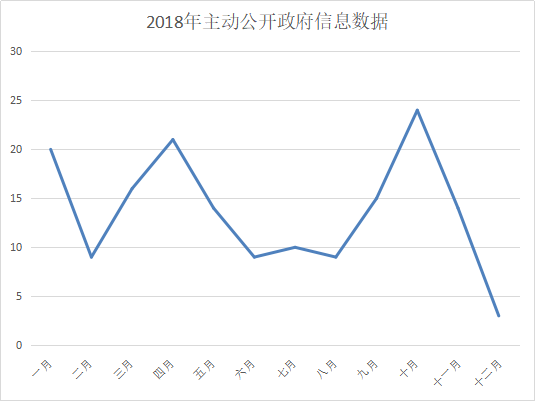 2018年主动公开政府信息数据
30
25
20
15
10
5
0
一月
二月
三月
四月
五月
六月
七月
八月
九月
十月
十一月
十二月